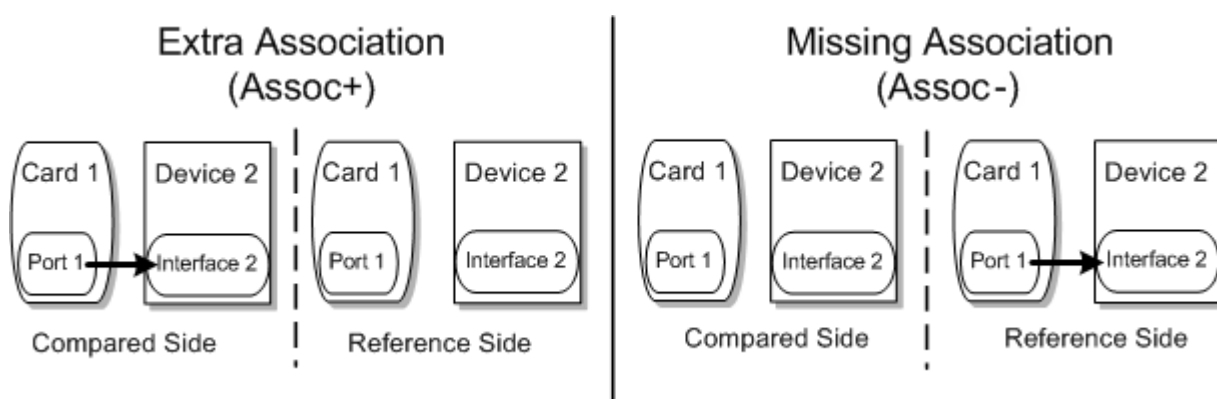 Extra Association
(Assoc+)
Card 1
Device 2
Port 1
Interface 2
Compared Side
Card 1
Device 2
Port 1
Interface 2
Reference Side
Missing Association
(Assoc-)
Card 1
Device 2
Port 1
Interface 2
Compared Side
Card 1
Device 2
Port 1
Interface 2
Reference Side